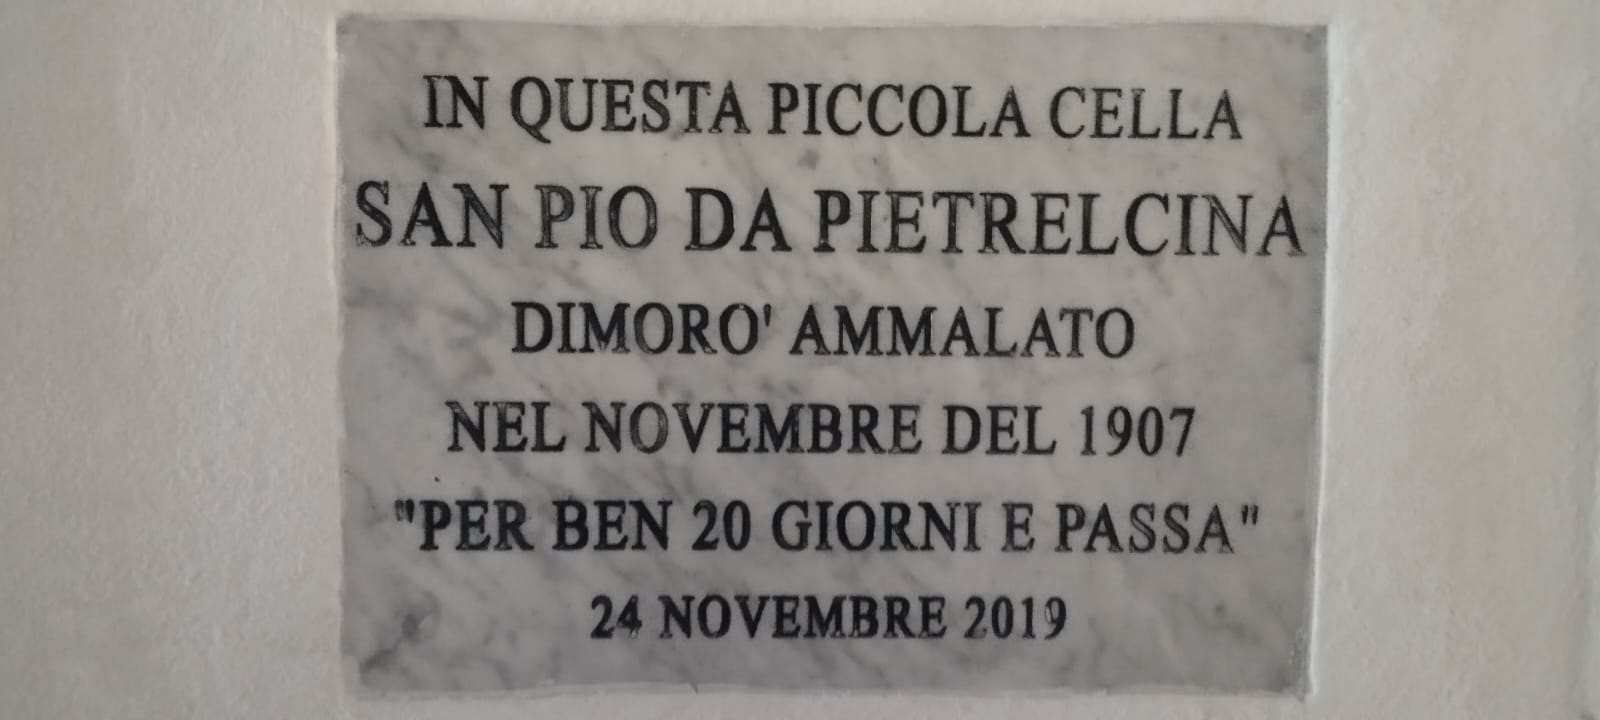 IN QUESTA PICCOLA CELLA
SAN PIO DA PIETRELCINA
DIMORO' AMMALATO
NEL NOVEMBRE DEL 1907
"PER BEN 20 GIORNI E PASSA"
24 NOVEMBRE 2019